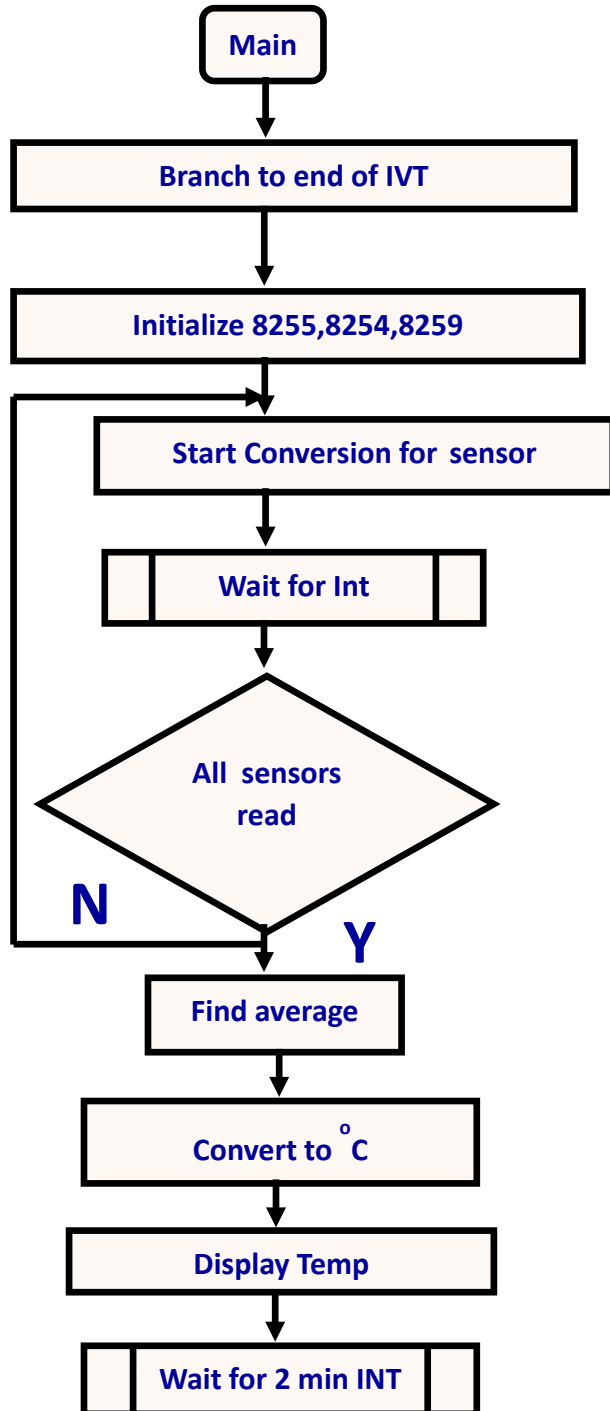 Main
Branch to end of IVT
Initialize 8255,8254,8259
Start Conversion for sensor
Wait for Int
All sensors
read
N
Y
Find average
Convert to °C
Display Temp
Wait for 2 min INT